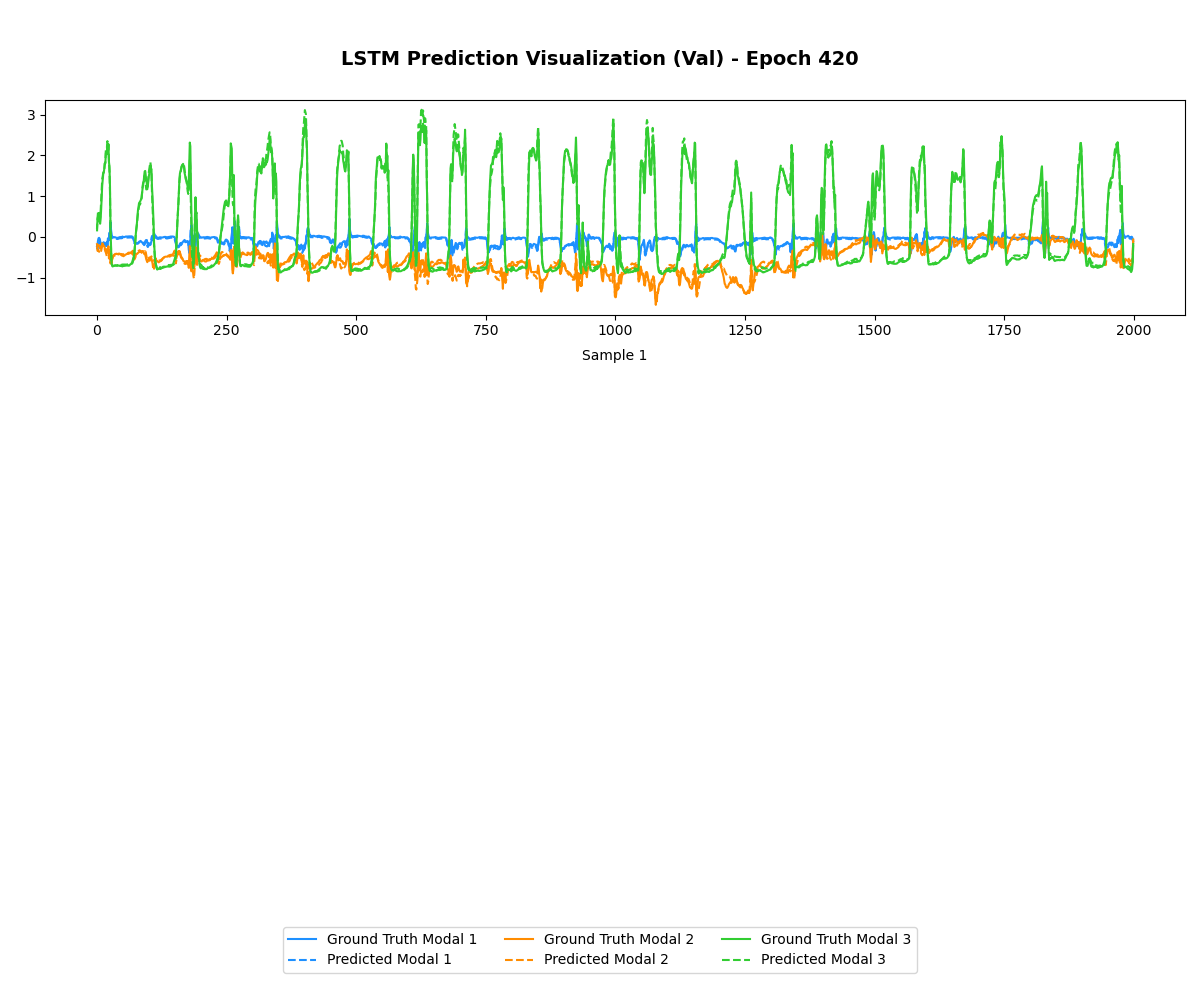 LSTM Prediction Visualization (Val) - Epoch 420
3
2
1
0
−1
0 250 500 750 1000 1250 1500 1750 2000
Sample 1
Ground Truth Modal 1 Ground Truth Modal 2 Ground Truth Modal 3
Predicted Modal 1 Predicted Modal 2 Predicted Modal 3